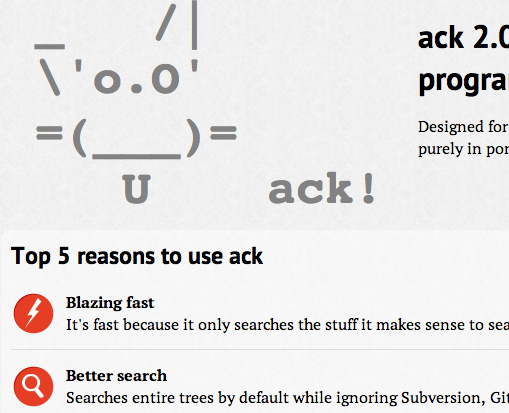 _     /|
\'o.O'
=(___)=
   U      ack!
ack 2.0
progra
Designed for
purely in por
Top 5 reasons to use ack
Blazing fast
It's fast because it only searches the stuff it makes sense to sea
Better search
Searches entire trees by default while ignoring Subversion, Git